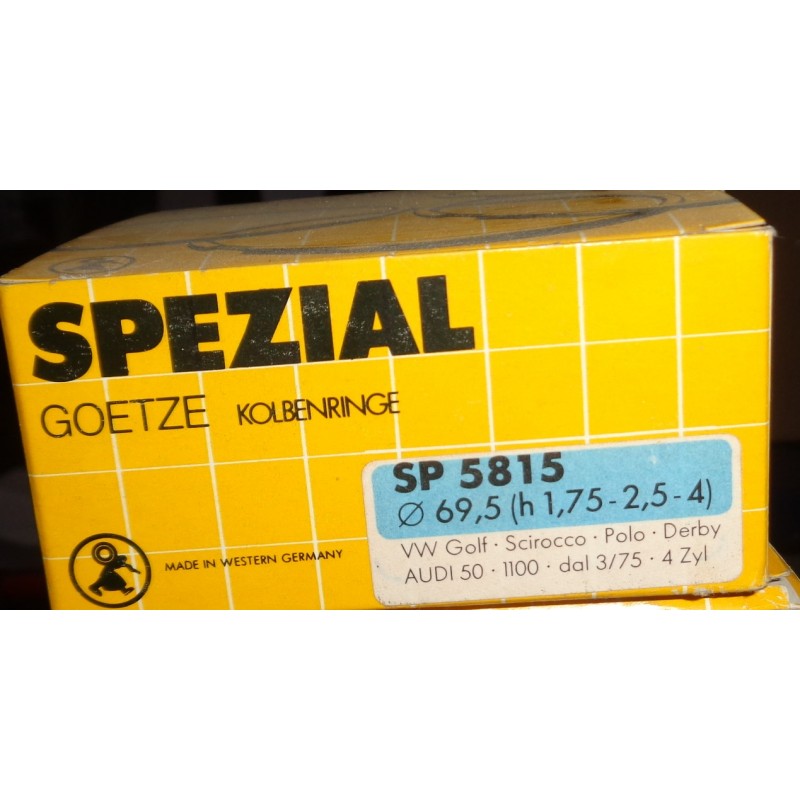 SPEZIAL
GOETZE KOLBENRINGE
SP 5815
Ø 69,5 (h 1,75-2,5-4)
VW Golf · Scirocco · Polo · Derby
AUDI 50 · 1100 · dal 3/75 · 4 Zyl
MADE IN WESTERN GERMANY